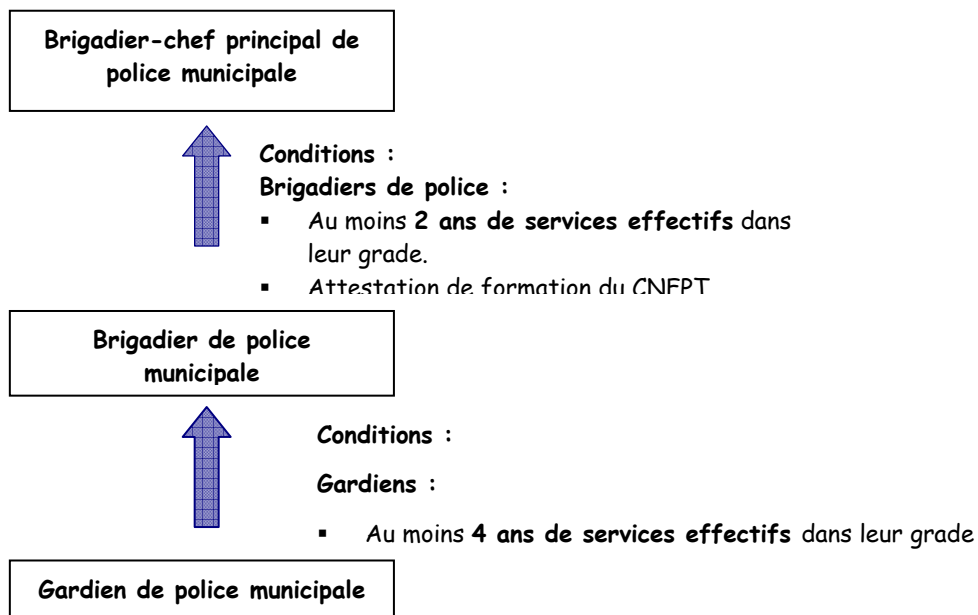 Brigadier-chef principal de
police municipale
Conditions :
Brigadiers de police :
▪ Au moins 2 ans de services effectifs dans
leur grade.
▪ Attestation de formation du CNFPT
Brigadier de police
municipale
Conditions :
Gardiens :
▪ Au moins 4 ans de services effectifs dans leur grade
Gardien de police municipale